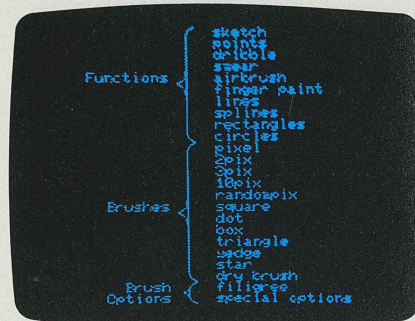 sketch
points
dribble
smear
Functions airbrush
finger paint
lines
splines
rectangles
circles
pixel
2pix
3pix
10pix
randompix
Brushes square
dot
box
triangle
wedge
star
dry brush
Brush filigree
Options special options